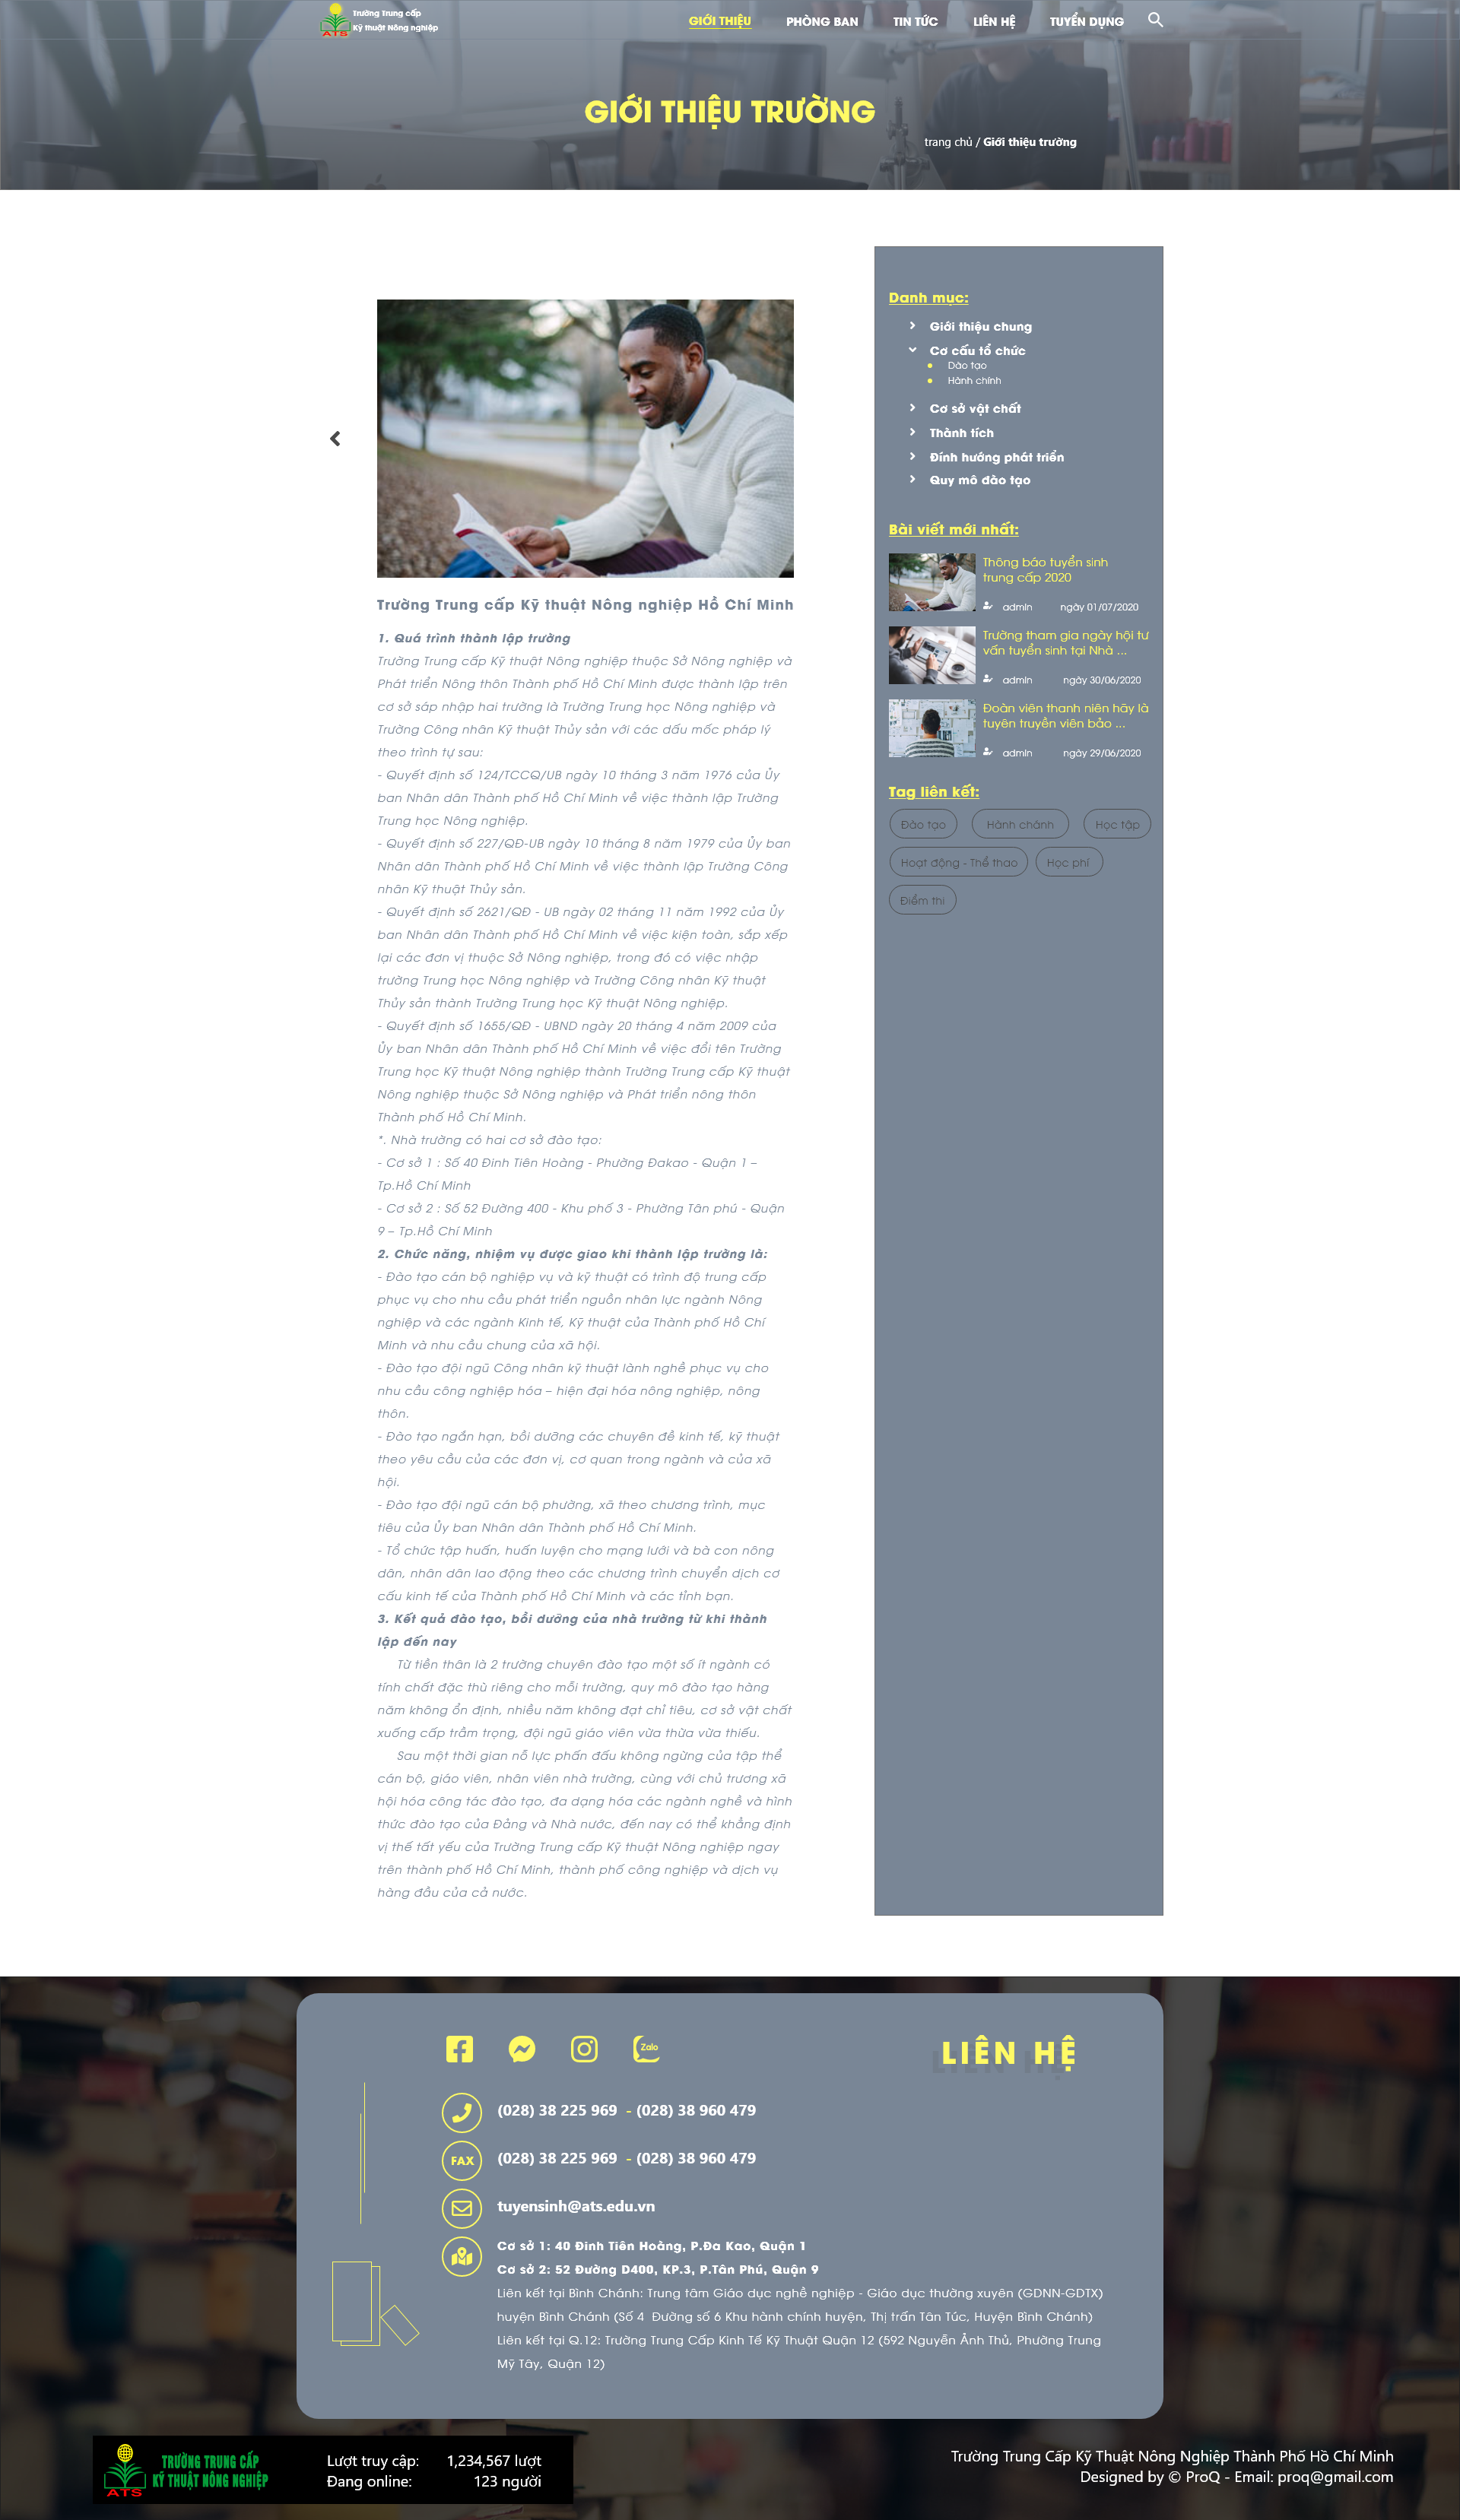 Trường Trung cấp
Kỹ thuật Nông nghiệp
ATS
GIỚI THIỆU
PHÒNG BAN
TIN TỨC
LIÊN HỆ
TUYỂN DỤNG
GIỚI THIỆU TRƯỜNG
trang chủ / Giới thiệu trường
Trường Trung cấp Kỹ thuật Nông nghiệp Hồ Chí Minh
1. Quá trình thành lập trường
Trường Trung cấp Kỹ thuật Nông nghiệp thuộc Sở Nông nghiệp và
Phát triển Nông thôn Thành phố Hồ Chí Minh được thành lập trên
cơ sở sáp nhập hai trường là Trường Trung học Nông nghiệp và
Trường Công nhân Kỹ thuật Thủy sản với các dấu mốc pháp lý
theo trình tự sau:
- Quyết định số 124/TCCQ/UB ngày 10 tháng 3 năm 1976 của Ủy
ban Nhân dân Thành phố Hồ Chí Minh về việc thành lập Trường
Trung học Nông nghiệp.
- Quyết định số 227/QĐ-UB ngày 10 tháng 8 năm 1979 của Ủy ban
Nhân dân Thành phố Hồ Chí Minh về việc thành lập Trường Công
nhân Kỹ thuật Thủy sản.
- Quyết định số 2621/QĐ - UB ngày 02 tháng 11 năm 1992 của Ủy
ban Nhân dân Thành phố Hồ Chí Minh về việc kiện toàn, sắp xếp
lại các đơn vị thuộc Sở Nông nghiệp, trong đó có việc nhập
trường Trung học Nông nghiệp và Trường Công nhân Kỹ thuật
Thủy sản thành Trường Trung học Kỹ thuật Nông nghiệp.
- Quyết định số 1655/QĐ - UBND ngày 20 tháng 4 năm 2009 của
Ủy ban Nhân dân Thành phố Hồ Chí Minh về việc đổi tên Trường
Trung học Kỹ thuật Nông nghiệp thành Trường Trung cấp Kỹ thuật
Nông nghiệp thuộc Sở Nông nghiệp và Phát triển nông thôn
Thành phố Hồ Chí Minh.
*. Nhà trường có hai cơ sở đào tạo:
- Cơ sở 1 : Số 40 Đinh Tiên Hoàng - Phường Đakao - Quận 1 –
Tp.Hồ Chí Minh
- Cơ sở 2 : Số 52 Đường 400 - Khu phố 3 - Phường Tân phú - Quận
9 – Tp.Hồ Chí Minh
2. Chức năng, nhiệm vụ được giao khi thành lập trường là:
- Đào tạo cán bộ nghiệp vụ và kỹ thuật có trình độ trung cấp
phục vụ cho nhu cầu phát triển nguồn nhân lực ngành Nông
nghiệp và các ngành Kinh tế, Kỹ thuật của Thành phố Hồ Chí
Minh và nhu cầu chung của xã hội.
- Đào tạo đội ngũ Công nhân kỹ thuật lành nghề phục vụ cho
nhu cầu công nghiệp hóa – hiện đại hóa nông nghiệp, nông
thôn.
- Đào tạo ngắn hạn, bồi dưỡng các chuyên đề kinh tế, kỹ thuật
theo yêu cầu của các đơn vị, cơ quan trong ngành và của xã
hội.
- Đào tạo đội ngũ cán bộ phường, xã theo chương trình, mục
tiêu của Ủy ban Nhân dân Thành phố Hồ Chí Minh.
- Tổ chức tập huấn, huấn luyện cho mạng lưới và bà con nông
dân, nhân dân lao động theo các chương trình chuyển dịch cơ
cấu kinh tế của Thành phố Hồ Chí Minh và các tỉnh bạn.
3. Kết quả đào tạo, bồi dưỡng của nhà trường từ khi thành
lập đến nay
Từ tiền thân là 2 trường chuyên đào tạo một số ít ngành có
tính chất đặc thù riêng cho mỗi trường, quy mô đào tạo hàng
năm không ổn định, nhiều năm không đạt chỉ tiêu, cơ sở vật chất
xuống cấp trầm trọng, đội ngũ giáo viên vừa thừa vừa thiếu.
Sau một thời gian nỗ lực phấn đấu không ngừng của tập thể
cán bộ, giáo viên, nhân viên nhà trường, cùng với chủ trương xã
hội hóa công tác đào tạo, đa dạng hóa các ngành nghề và hình
thức đào tạo của Đảng và Nhà nước, đến nay có thể khẳng định
vị thế tất yếu của Trường Trung cấp Kỹ thuật Nông nghiệp ngay
trên thành phố Hồ Chí Minh, thành phố công nghiệp và dịch vụ
hàng đầu của cả nước.
Danh mục:
Giới thiệu chung
Cơ cấu tổ chức
Dào tạo
Hành chính
Cơ sở vật chất
Thành tích
Đính hướng phát triển
Quy mô đào tạo
Bài viết mới nhất:
Thông báo tuyển sinh
trung cấp 2020
admin ngày 01/07/2020
Trường tham gia ngày hội tư
vấn tuyển sinh tại Nhà ...
admin ngày 30/06/2020
Đoàn viên thanh niên hãy là
tuyên truyền viên bảo ...
admin ngày 29/06/2020
Tag liên kết:
Đào tạo
Hành chánh
Học tập
Hoạt động - Thể thao
Học phí
Điểm thi
Zalo
LIÊN HỆ
(028) 38 225 969 - (028) 38 960 479
FAX
(028) 38 225 969 - (028) 38 960 479
tuyensinh@ats.edu.vn
Cơ sở 1: 40 Đinh Tiên Hoàng, P.Đa Kao, Quận 1
Cơ sở 2: 52 Đường D400, KP.3, P.Tân Phú, Quận 9
Liên kết tại Bình Chánh: Trung tâm Giáo dục nghề nghiệp - Giáo dục thường xuyên (GDNN-GDTX)
huyện Bình Chánh (Số 4 Đường số 6 Khu hành chính huyện, Thị trấn Tân Túc, Huyện Bình Chánh)
Liên kết tại Q.12: Trường Trung Cấp Kinh Tế Kỹ Thuật Quận 12 (592 Nguyễn Ảnh Thủ, Phường Trung
Mỹ Tây, Quận 12)
ATS
TRƯỜNG TRUNG CẤP
KỸ THUẬT NÔNG NGHIỆP
Lượt truy cập: 1,234,567 lượt
Đang online: 123 người
Trường Trung Cấp Kỹ Thuật Nông Nghiệp Thành Phố Hồ Chí Minh
Designed by © ProQ - Email: proq@gmail.com